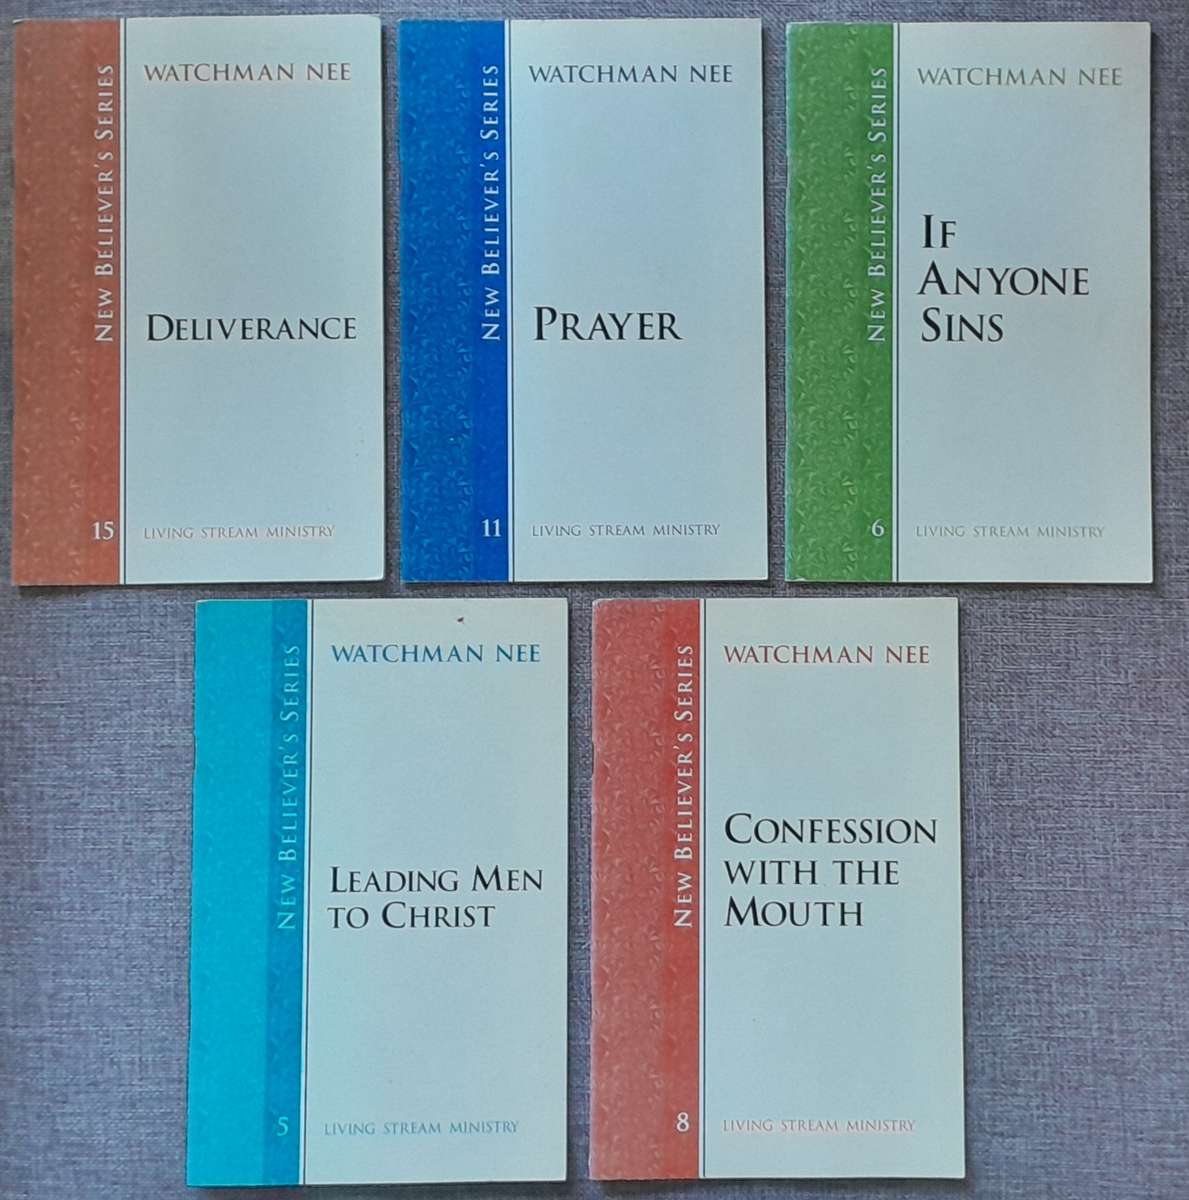 WATCHMAN NEE
NEW BELIEVER'S SERIES
DELIVERANCE
15
LIVING STREAM MINISTRY
WATCHMAN NEE
NEW BELIEVER'S SERIES
PRAYER
11
LIVING STREAM MINISTRY
WATCHMAN NEE
NEW BELIEVER'S SERIES
IF
ANYONE
SINS
6
LIVING STREAM MINISTRY
WATCHMAN NEE
NEW BELIEVER'S SERIES
LEADING MEN
TO CHRIST
5
LIVING STREAM MINISTRY
WATCHMAN NEE
NEW BELIEVER'S SERIES
CONFESSION
WITH THE
MOUTH
8
LIVING STREAM MINISTRY